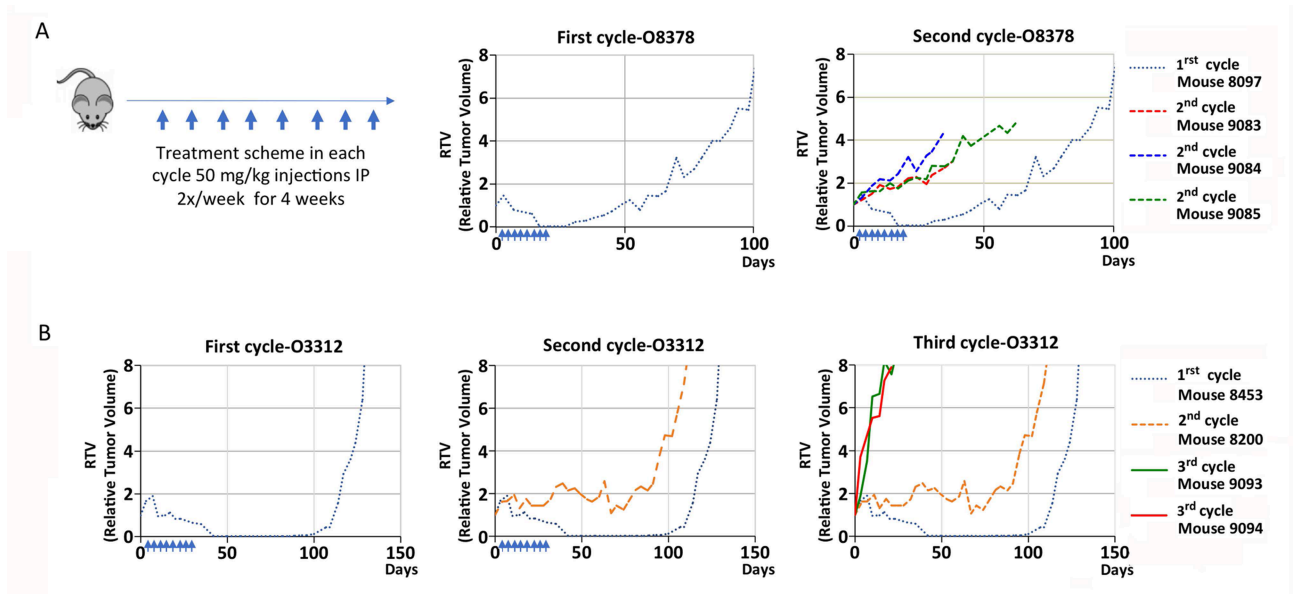 A
Treatment scheme in each
cycle 50 mg/kg injections IP
2x/week for 4 weeks
First cycle-O8378
RTV
(Relative Tumor Volume)
8
6
4
2
0
0
50
100
Days
Second cycle-O8378
RTV
(Relative Tumor Volume)
8
6
4
2
0
0
50
100
Days
1rst cycle
Mouse 8097
2nd cycle
Mouse 9083
2nd cycle
Mouse 9084
2nd cycle
Mouse 9085
B
First cycle-O3312
RTV
(Relative Tumor Volume)
8
6
4
2
0
0
50
100
150
Days
Second cycle-O3312
RTV
(Relative Tumor Volume)
8
6
4
2
0
0
50
100
150
Days
Third cycle-O3312
RTV
(Relative Tumor Volume)
8
6
4
2
0
0
50
100
150
Days
1rst cycle
Mouse 8453
2nd cycle
Mouse 8200
3rd cycle
Mouse 9093
3rd cycle
Mouse 9094